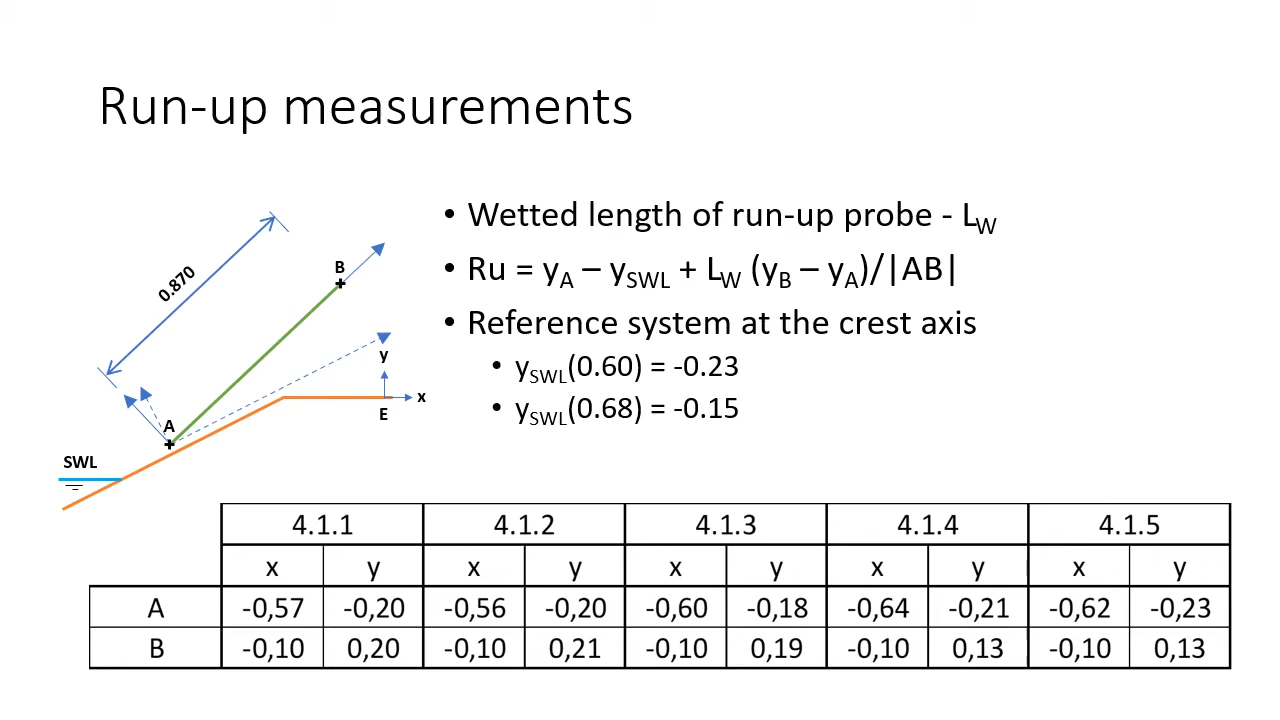 Run-up measurements
• Wetted length of run-up probe - LW
• Ru = yA – ySWL + LW (yB – yA)/|AB|
• Reference system at the crest axis
• ySWL(0.60) = -0.23
• ySWL(0.68) = -0.15
0.870
B
y
x
A
E
SWL
4.1.1 4.1.2 4.1.3 4.1.4 4.1.5
x y x y x y x y x y
A -0,57 -0,20 -0,56 -0,20 -0,60 -0,18 -0,64 -0,21 -0,62 -0,23
B -0,10 0,20 -0,10 0,21 -0,10 0,19 -0,10 0,13 -0,10 0,13